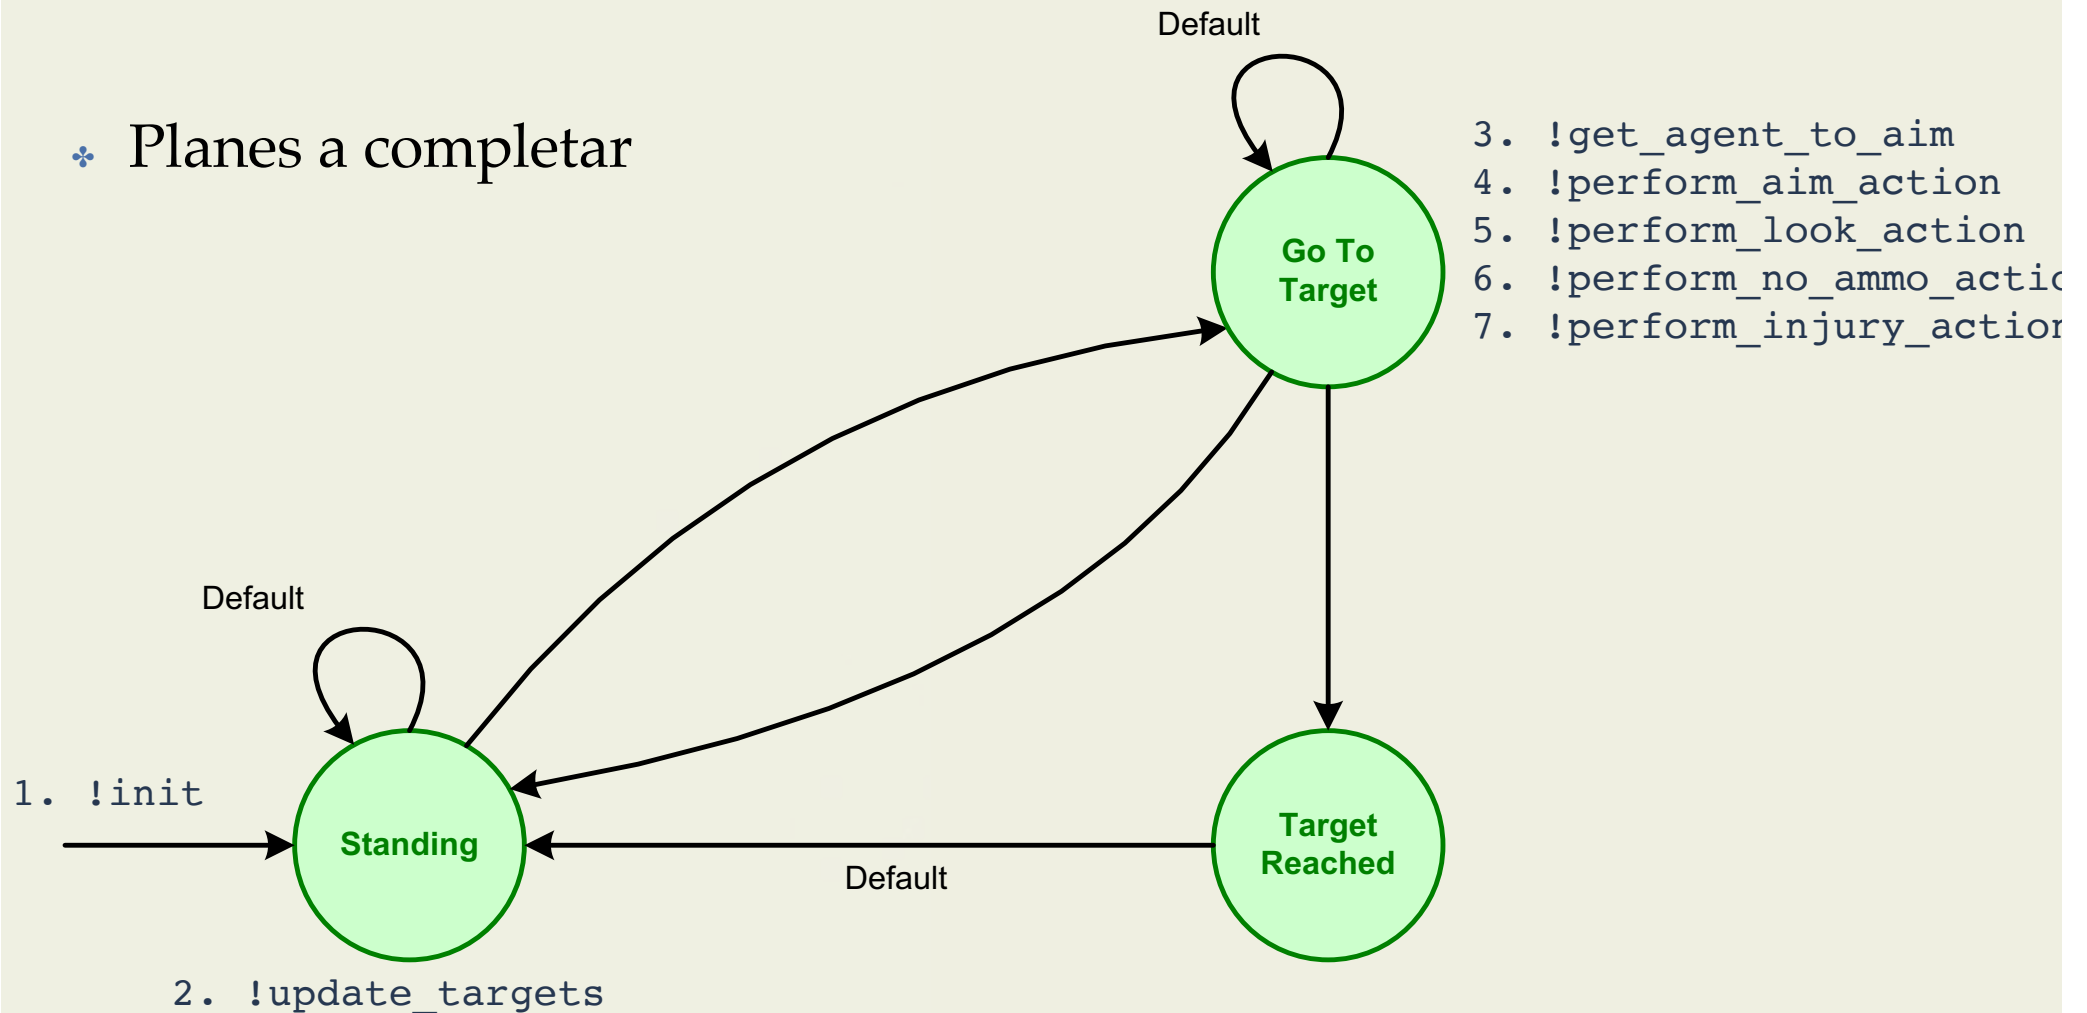 Default
Planes a completar
3. !get_agent_to_aim
4. !perform_aim_action
5. !perform_look_action
6. !perform_no_ammo_actio
7. !perform_injury_action
Go To
Target
Default
1. !init
Standing
Target
Reached
Default
2. !update_targets